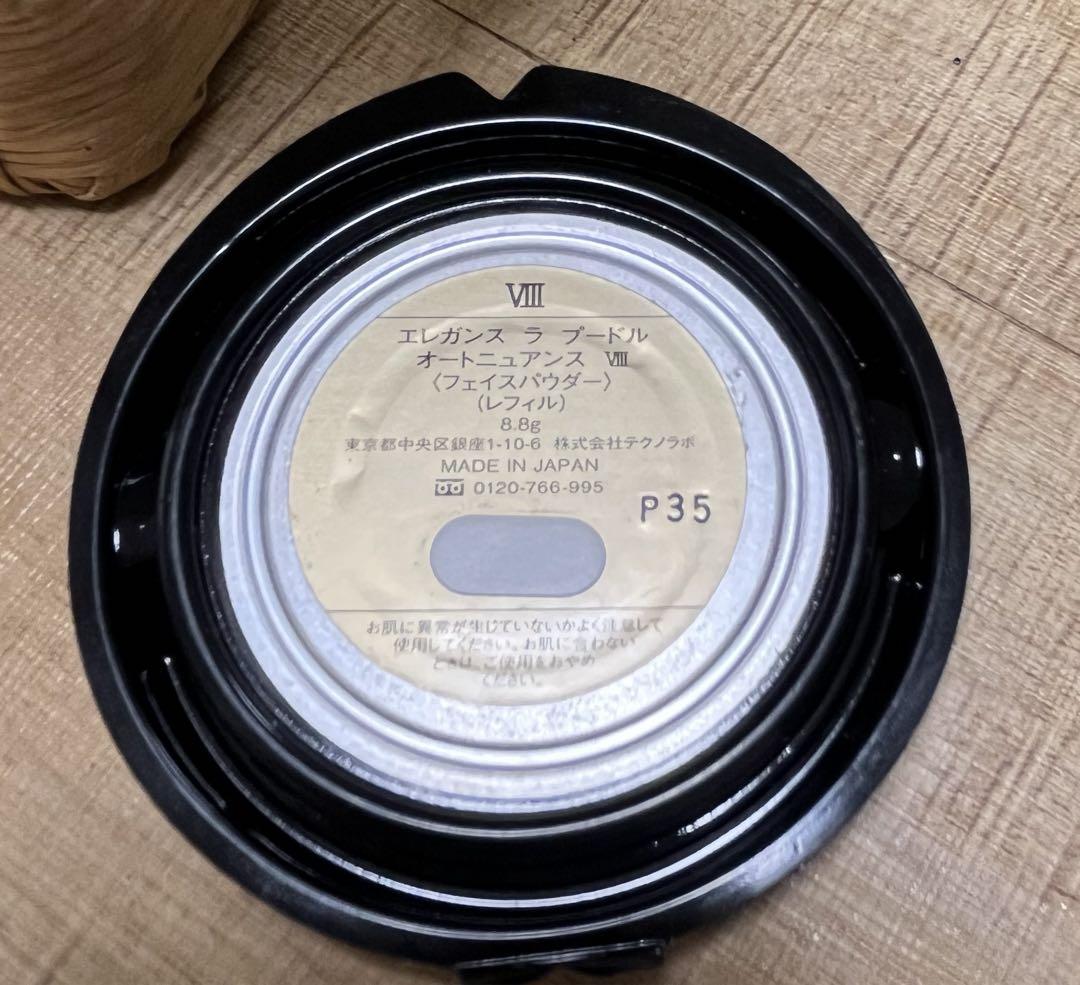 Ⅷ
エレガンス ラ プードル
オートニュアンス Ⅷ
〈フェイスパウダー〉
(レフィル)
8.8g
東京都中央区銀座1-10-6 株式会社テクノラボ
MADE IN JAPAN
0120-766-995
P35
お肌に異常が生じていないかよく注意して
使用してください。お肌に合わない
ときは、ご使用をおやめ
ください。